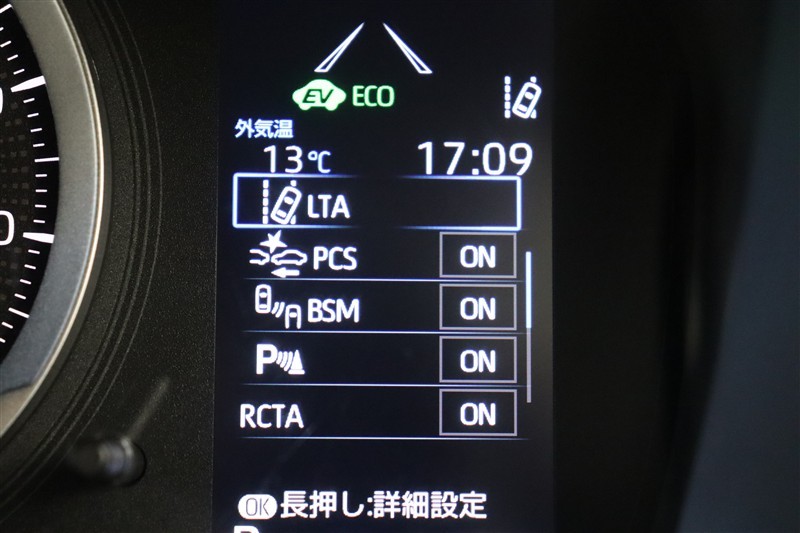 EV ECO
外気温
13℃ 17:09
LTA
PCS ON
BSM ON
P ON
RCTA ON
OK 長押し:詳細設定